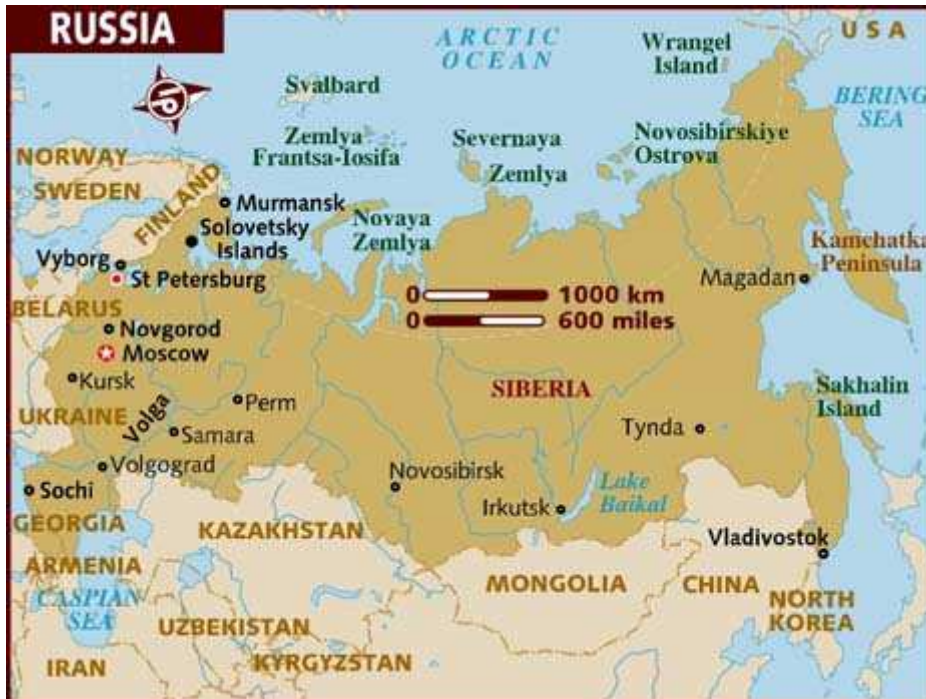 RUSSIA
ARCTIC
OCEAN
Wrangel
Island
USA
BERING
SEA
Svalbard
Zemlya
Frantsa-Iosifa
Severnaya
Zemlya
Novosibirskiye
Ostrova
NORWAY
SWEDEN
FINLAND
Murmansk
Solovetsky
Islands
Novaya
Zemlya
Kamchatka
Peninsula
Vyborg
St Petersburg
Magadan
BELARUS
0 1000 km
0 600 miles
Novgorod
Moscow
Kursk
SIBERIA
Sakhalin
Island
UKRAINE
Volga
Perm
Samara
Tynda
Volgograd
Novosibirsk
Sochi
Irkutsk
Lake
Baikal
GEORGIA
KAZAKHSTAN
Vladivostok
ARMENIA
MONGOLIA
CHINA
CASPIAN
SEA
NORTH
KOREA
UZBEKISTAN
IRAN
KYRGYZSTAN